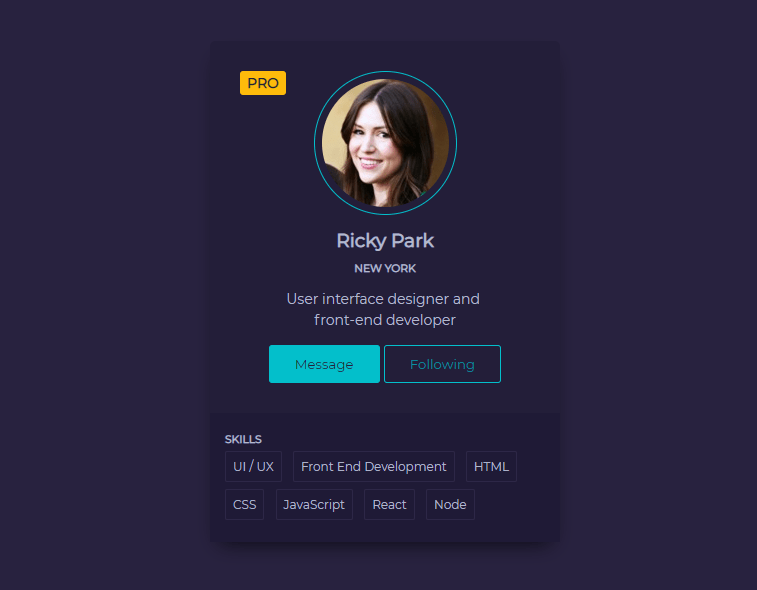 PRO
Ricky Park
NEW YORK
User interface designer and
front-end developer
Message Following
SKILLS
UI / UX Front End Development HTML
CSS JavaScript React Node